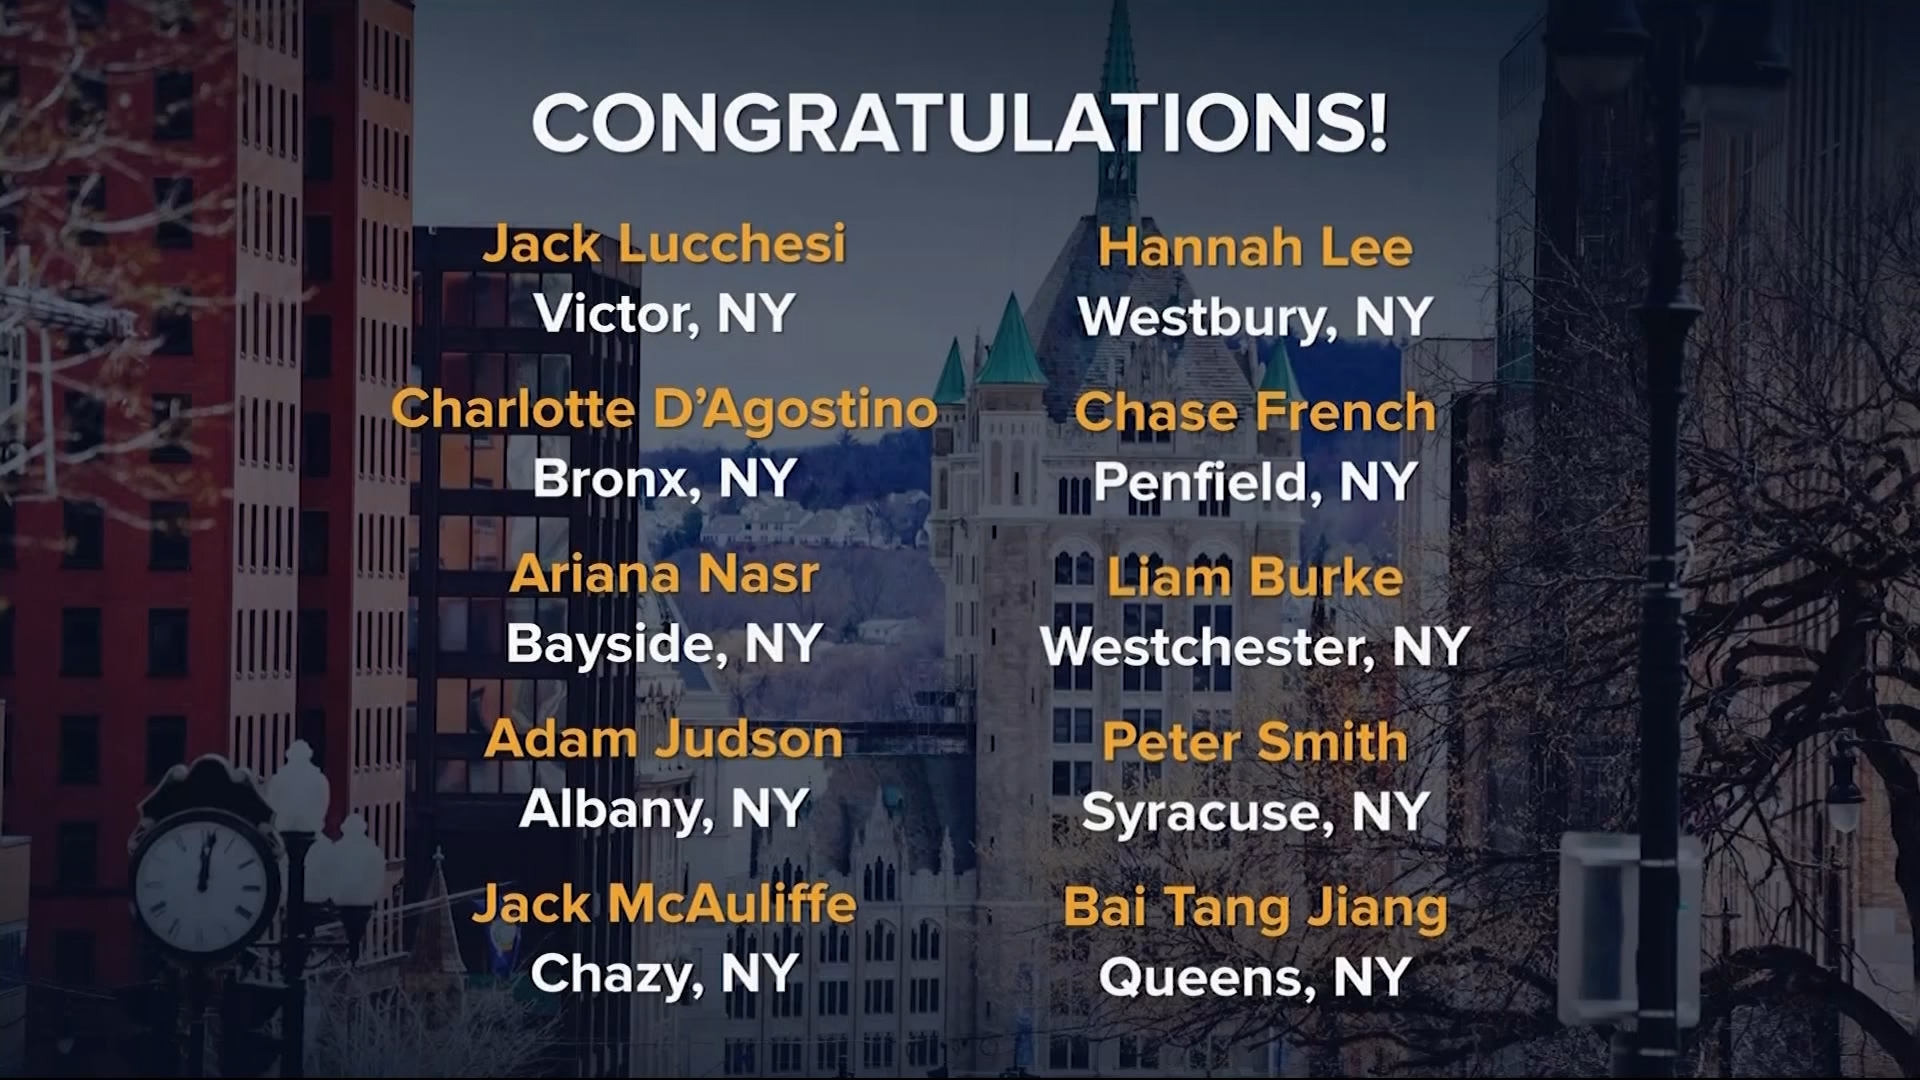 CONGRATULATIONS!
Jack Lucchesi
Victor, NY
Charlotte D’Agostino
Bronx, NY
Ariana Nasr
Bayside, NY
Adam Judson
Albany, NY
Jack McAuliffe
Chazy, NY
Hannah Lee
Westbury, NY
Chase French
Penfield, NY
Liam Burke
Westchester, NY
Peter Smith
Syracuse, NY
Bai Tang Jiang
Queens, NY